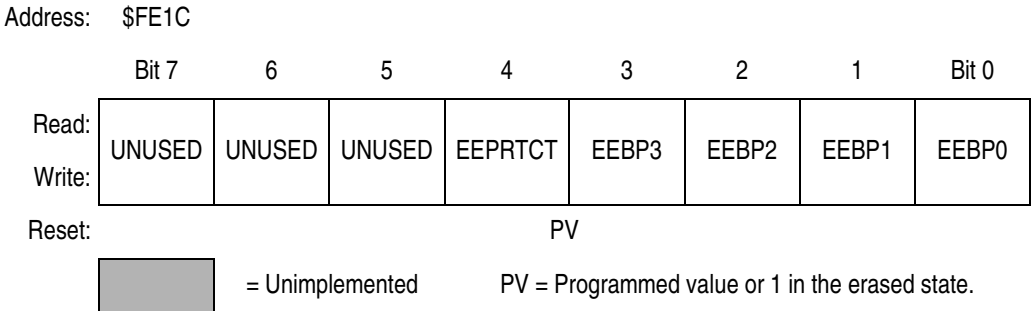 Address: $FE1C
Bit 7 6 5 4 3 2 1 Bit 0
Read:
UNUSED UNUSED UNUSED EEPRTCT EEBP3 EEBP2 EEBP1 EEBP0
Write:
Reset: PV
= Unimplemented PV = Programmed value or 1 in the erased state.